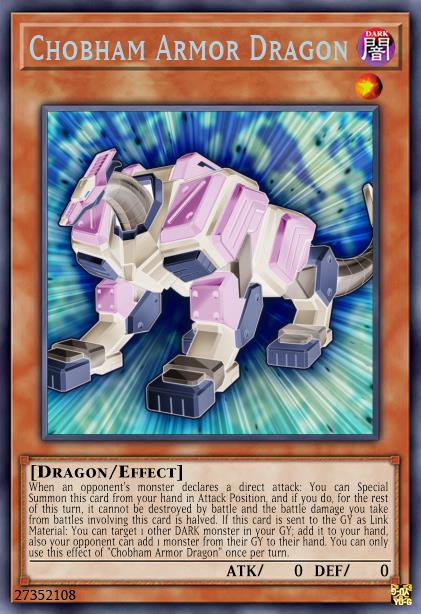 CHOBHAM ARMOR DRAGON
DARK
闇
[DRAGON/EFFECT]
When an opponent's monster declares a direct attack: You can Special
Summon this card from your hand in Attack Position, and if you do, for the rest
of this turn, it cannot be destroyed by battle and the battle damage you take
from battles involving this card is halved. If this card is sent to the GY as Link
Material: You can target 1 other DARK monster in your GY; add it to your hand,
also your opponent can add 1 monster from their GY to their hand. You can only
use this effect of "Chobham Armor Dragon" once per turn.
ATK/ 0 DEF/ 0
27352108